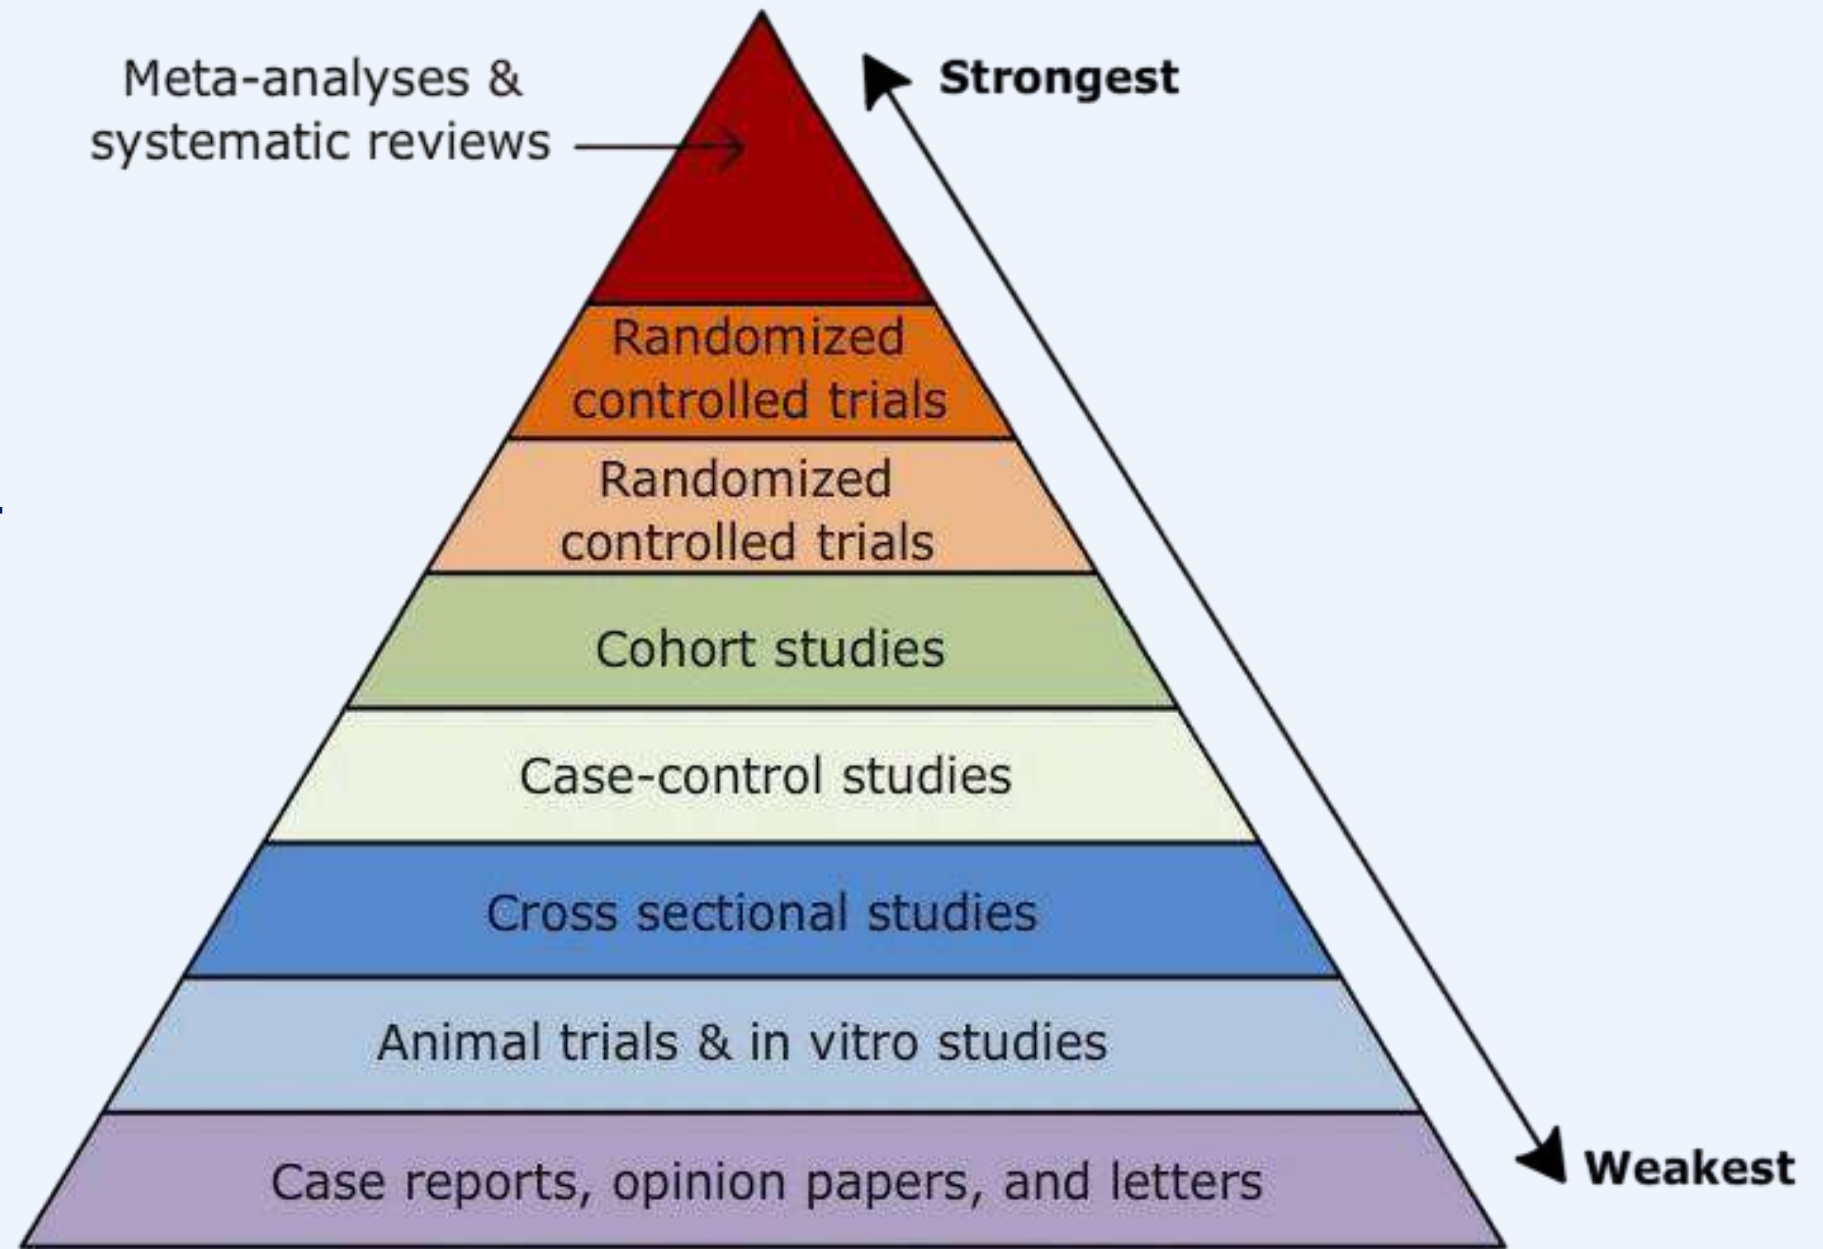 Meta-analyses &
systematic reviews
Strongest
Randomized
controlled trials
Randomized
controlled trials
Cohort studies
Case-control studies
Cross sectional studies
Animal trials & in vitro studies
Case reports, opinion papers, and letters
Weakest